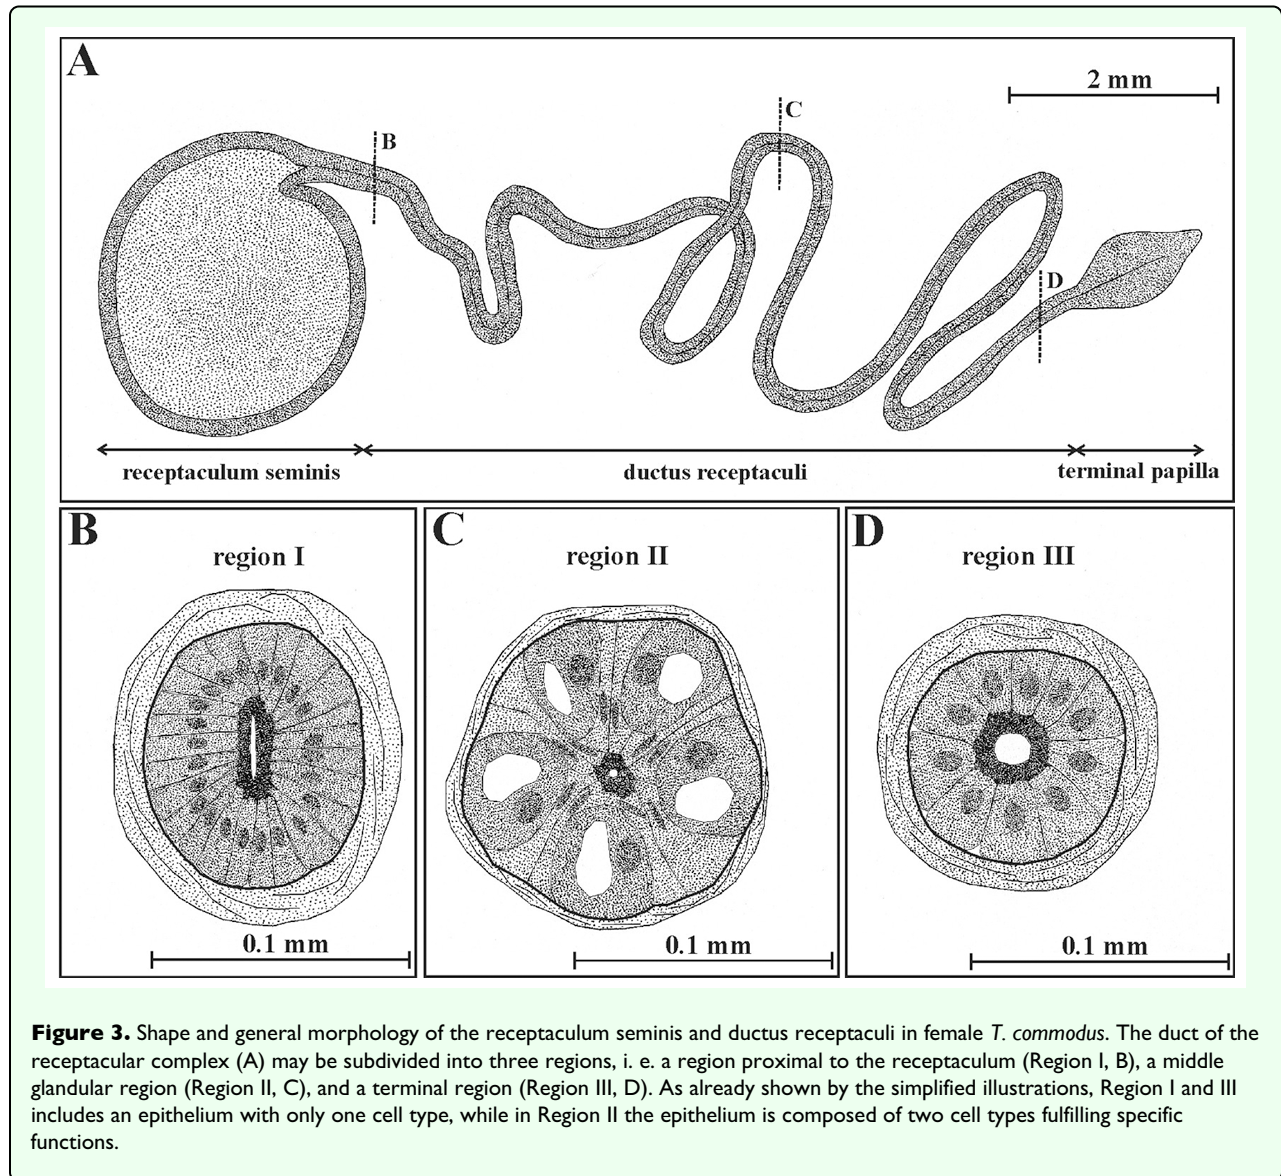 A
2 mm
B
C
D
receptaculum seminis
ductus receptaculi
terminal papilla
B
region I
0.1 mm
C
region II
0.1 mm
D
region III
0.1 mm
Figure 3. Shape and general morphology of the receptaculum seminis and ductus receptaculi in female T. commodus. The duct of the
receptacular complex (A) may be subdivided into three regions, i. e. a region proximal to the receptaculum (Region I, B), a middle
glandular region (Region II, C), and a terminal region (Region III, D). As already shown by the simplified illustrations, Region I and III
includes an epithelium with only one cell type, while in Region II the epithelium is composed of two cell types fulfilling specific
functions.